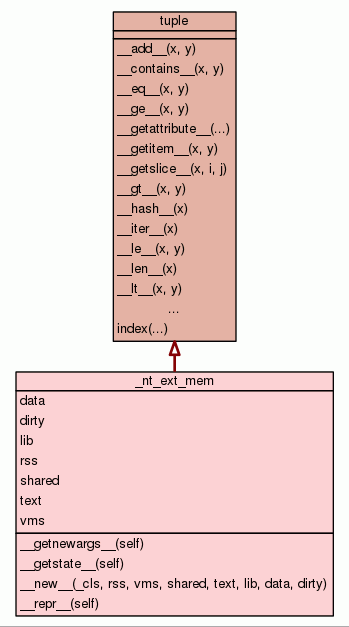 tuple
__add__(x, y)
__contains__(x, y)
__eq__(x, y)
__ge__(x, y)
__getattribute__(...)
__getitem__(x, y)
__getslice__(x, i, j)
__gt__(x, y)
__hash__(x)
__iter__(x)
__le__(x, y)
__len__(x)
__lt__(x, y)
...
index(...)
_nt_ext_mem
data
dirty
lib
rss
shared
text
vms
__getnewargs__(self)
__getstate__(self)
__new__(_cls, rss, vms, shared, text, lib, data, dirty)
__repr__(self)